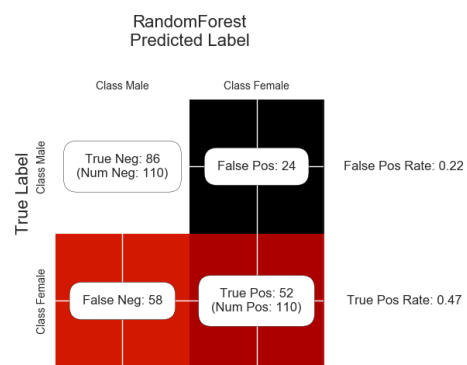 RandomForest
Predicted Label
Class Male
Class Female
True Label
Class Male
True Neg: 86
(Num Neg: 110)
False Pos: 24
False Pos Rate: 0.22
Class Female
False Neg: 58
True Pos: 52
(Num Pos: 110)
True Pos Rate: 0.47